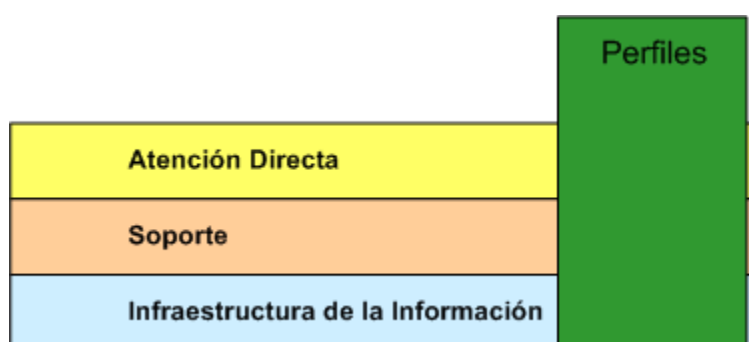 Perfiles
Atención Directa
Soporte
Infraestructura de la Información